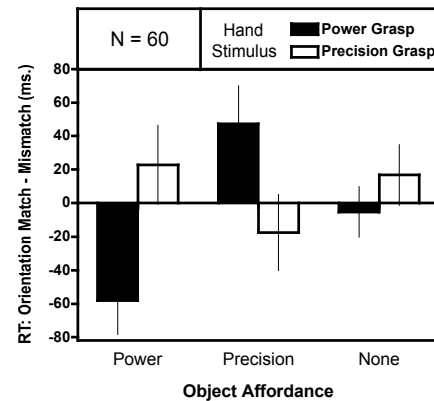 N = 60
Hand Stimulus
Power Grasp
Precision Grasp
RT: Orientation Match - Mismatch (ms.)
80
60
40
20
0
-20
-40
-60
-80
Power Precision None
Object Affordance